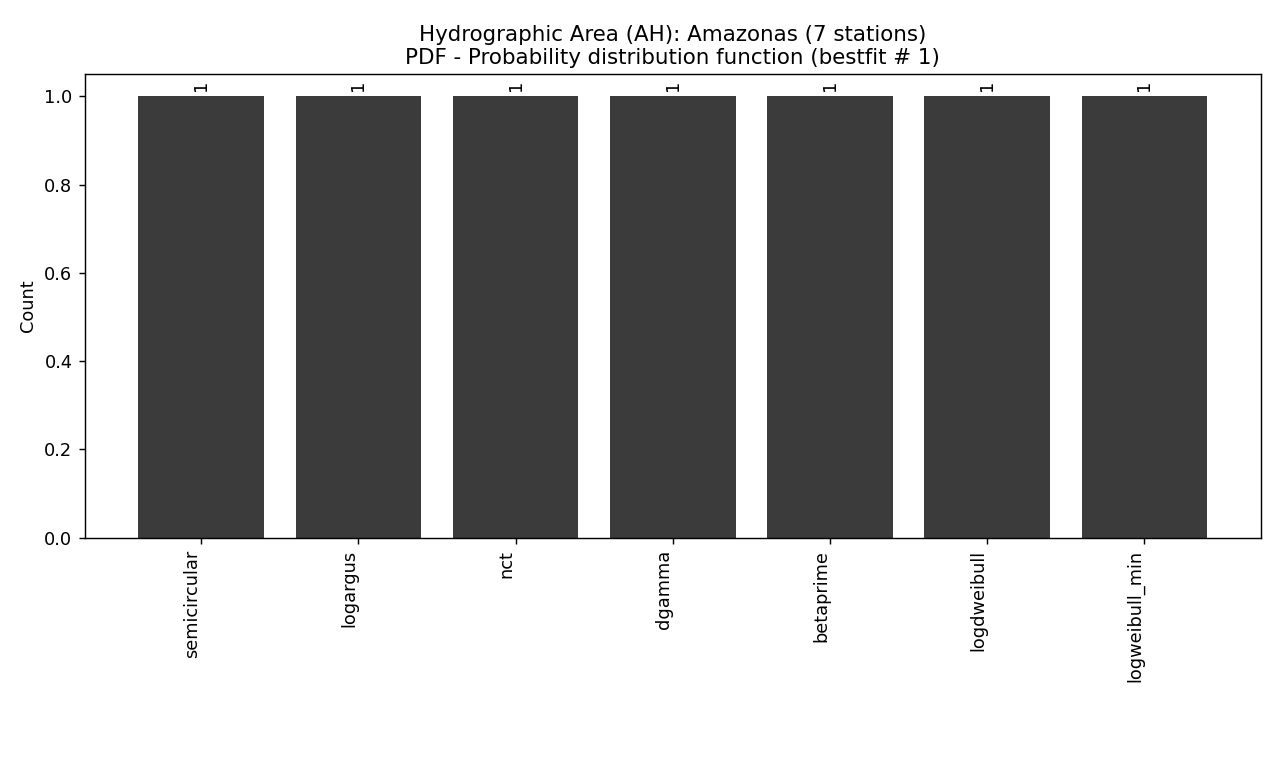 Hydrographic Area (AH): Amazonas (7 stations)
PDF - Probability distribution function (bestfit # 1)
1
1
1
1
1
1
1
1.0
0.8
0.6
0.4
0.2
0.0
Count
semicircular
logargus
nct
dgamma
betaprime
logdweibull
logweibull_min